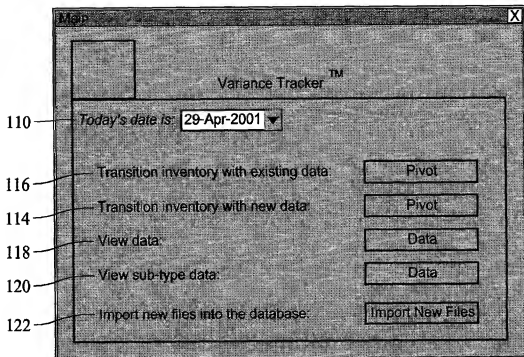 Main X
Variance Tracker TM
110 Today's date is: 29-Apr-2001
116 Transition inventory with existing data: Pivot
114 Transition inventory with new data: Pivot
118 View data: Data
120 View sub-type data: Data
122 Import new files into the database: Import New Files